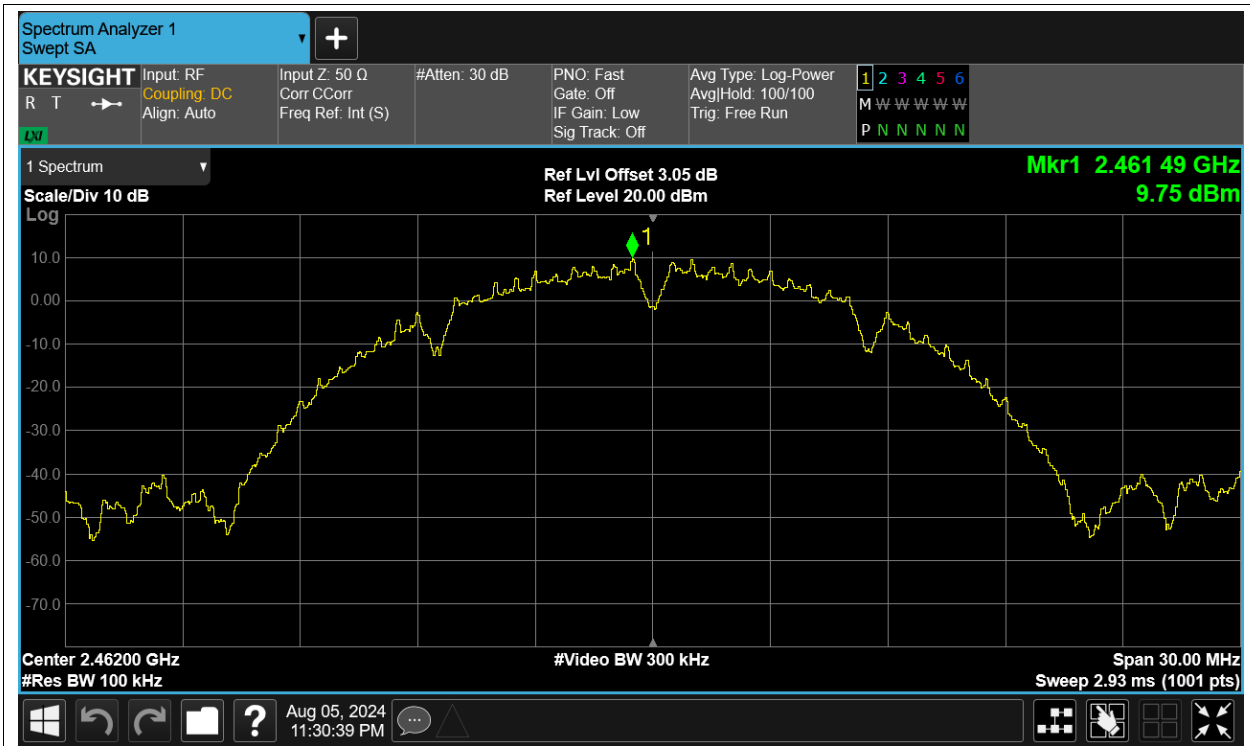 Spectrum Analyzer 1
Swept SA
KEYSIGHT
R T
LXI
Input: RF
Coupling: DC
Align: Auto
Input Z: 50 Ω
Corr CCorr
Freq Ref: Int (S)
#Atten: 30 dB
PNO: Fast
Gate: Off
IF Gain: Low
Sig Track: Off
Avg Type: Log-Power
Avg|Hold: 100/100
Trig: Free Run
1 2 3 4 5 6
M W W W W W
P N N N N N
1 Spectrum
Scale/Div 10 dB
Log
Ref Lvl Offset 3.05 dB
Ref Level 20.00 dBm
Mkr1 2.461 49 GHz
9.75 dBm
1
10.0
0.00
-10.0
-20.0
-30.0
-40.0
-50.0
-60.0
-70.0
Center 2.46200 GHz
#Res BW 100 kHz
#Video BW 300 kHz
Span 30.00 MHz
Sweep 2.93 ms (1001 pts)
?
Aug 05, 2024
11:30:39 PM